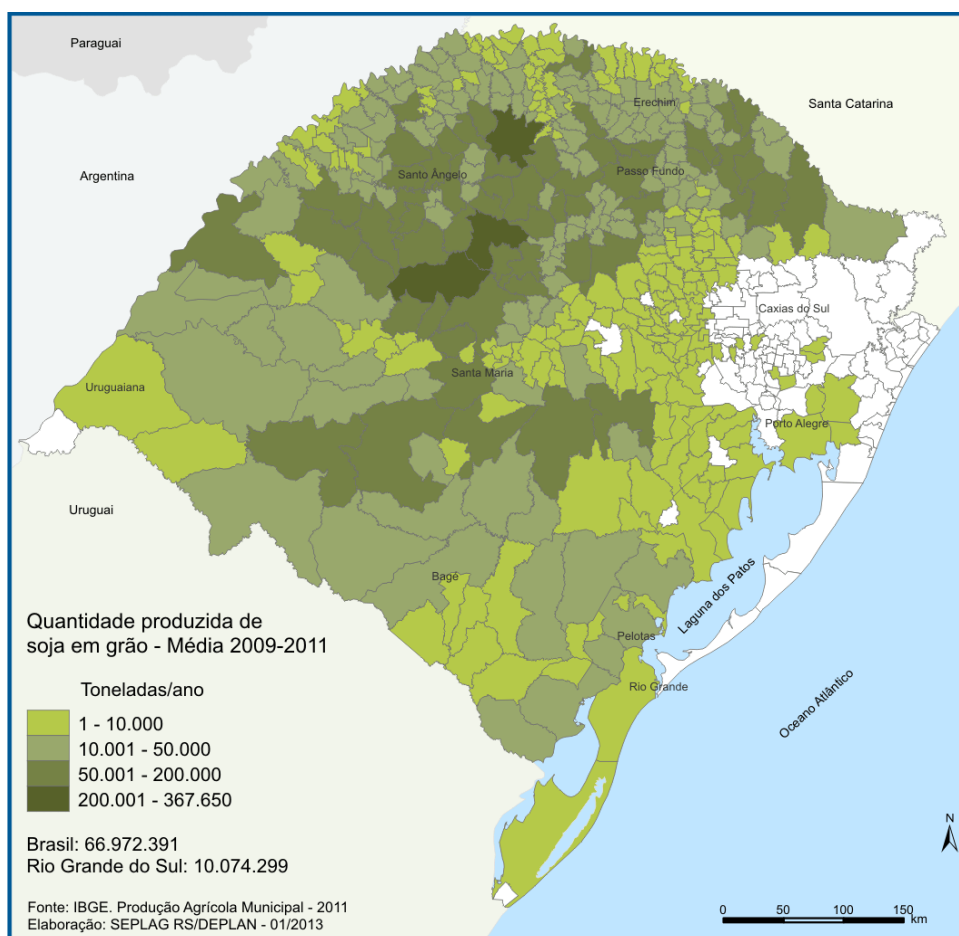 Paraguai
Santa Catarina
Erechim
Argentina
Santo Ângelo
Passo Fundo
Caxias do Sul
Santa Maria
Uruguaiana
Porto Alegre
Uruguai
Bagé
Laguna dos Patos
Pelotas
Rio Grande
Oceano Atlântico
Quantidade produzida de
soja em grão - Média 2009-2011
Toneladas/ano
1 - 10.000
10.001 - 50.000
50.001 - 200.000
200.001 - 367.650
Brasil: 66.972.391
Rio Grande do Sul: 10.074.299
Fonte: IBGE. Produção Agrícola Municipal - 2011
Elaboração: SEPLAG RS/DEPLAN - 01/2013
N
0 50 100 150
km